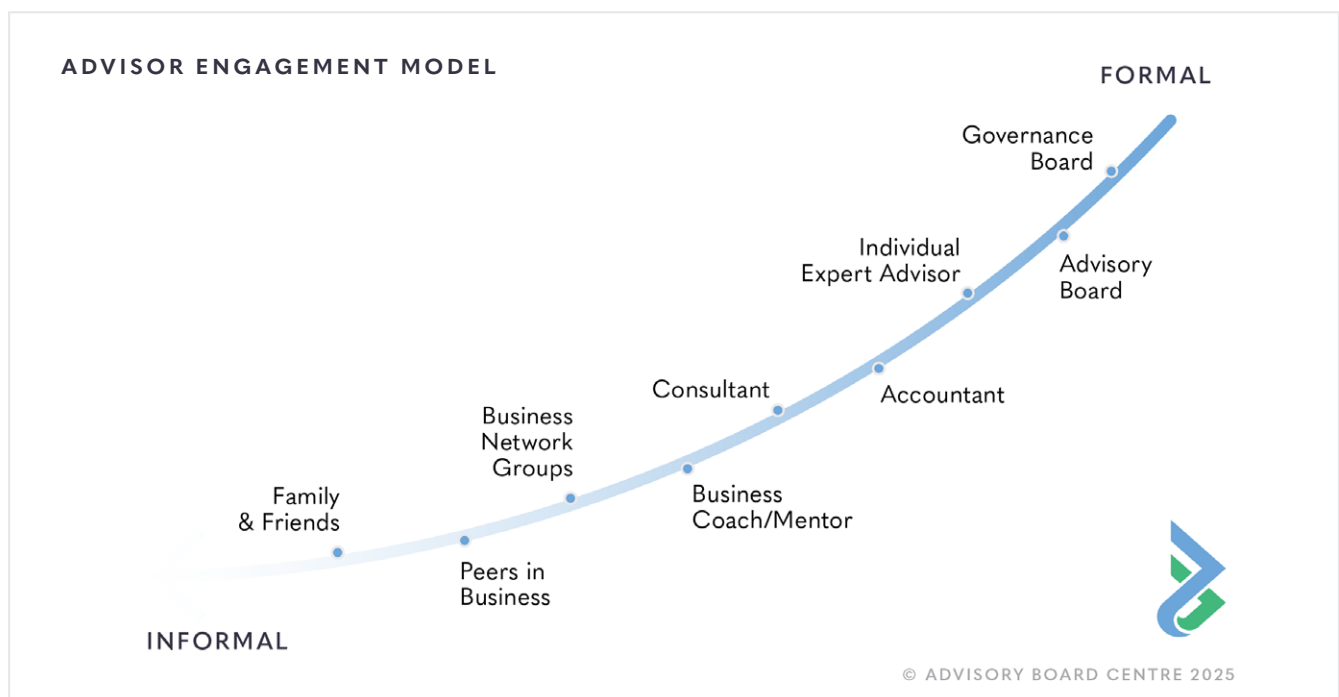 ADVISOR ENGAGEMENT MODEL
FORMAL
Governance
Board
Individual
Expert Advisor
Advisory
Board
Consultant
Accountant
Business
Network
Groups
Business
Coach/Mentor
Family
& Friends
Peers in
Business
INFORMAL
© ADVISORY BOARD CENTRE 2025